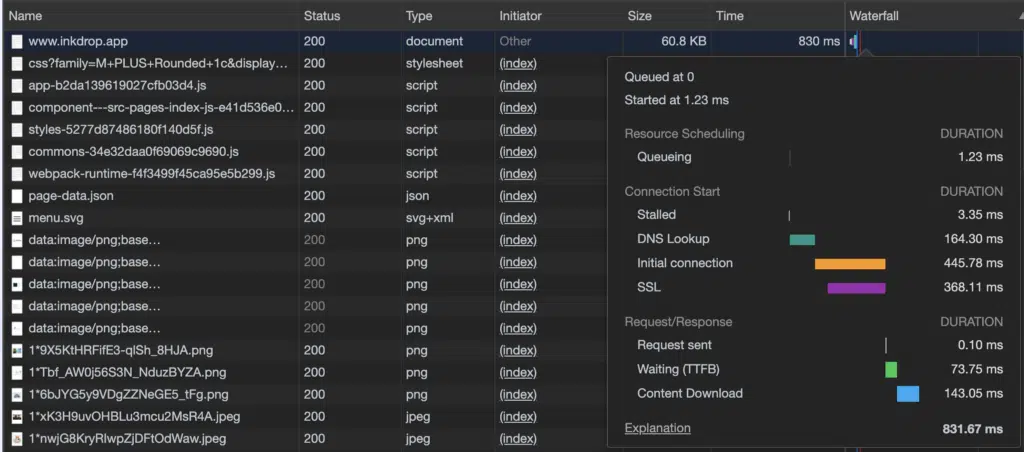 Name Status Type Initiator Size Time Waterfall
www.inkdrop.app 200 document Other 60.8 KB 830 ms
css?family=M+PLUS+Rounded+1c&display... 200 stylesheet (index)
app-b2da139619027cfb03d4.js 200 script (index)
component---src-pages-index-js-e41d536e0... 200 script (index)
styles-5277d87486180f140d5f.js 200 script (index)
commons-34e32daa0f69069c9690.js 200 script (index)
webpack-runtime-f4f3499f45ca95e5b299.js 200 script (index)
page-data.json 200 json (index)
menu.svg 200 svg+xml (index)
data:image/png;base... 200 png (index)
data:image/png;base... 200 png (index)
data:image/png;base... 200 png (index)
data:image/png;base... 200 png (index)
data:image/png;base... 200 png (index)
1*9X5KtHRFifE3-qlSh_8HJA.png 200 png (index)
1*Tbf_AW0j56S3N_NduzBYZA.png 200 png (index)
1*6bJYG5y9VDgZZNeGE5_tFg.png 200 png (index)
1*xK3H9uvOHBLu3mcu2MsR4A.jpeg 200 jpeg (index)
1*nwjG8KryRlwpZjDFtOdWaw.jpeg 200 jpeg (index)
Queued at 0
Started at 1.23 ms
Resource Scheduling DURATION
Queueing 1.23 ms
Connection Start DURATION
Stalled 3.35 ms
DNS Lookup 164.30 ms
Initial connection 445.78 ms
SSL 368.11 ms
Request/Response DURATION
Request sent 0.10 ms
Waiting (TTFB) 73.75 ms
Content Download 143.05 ms
Explanation 831.67 ms